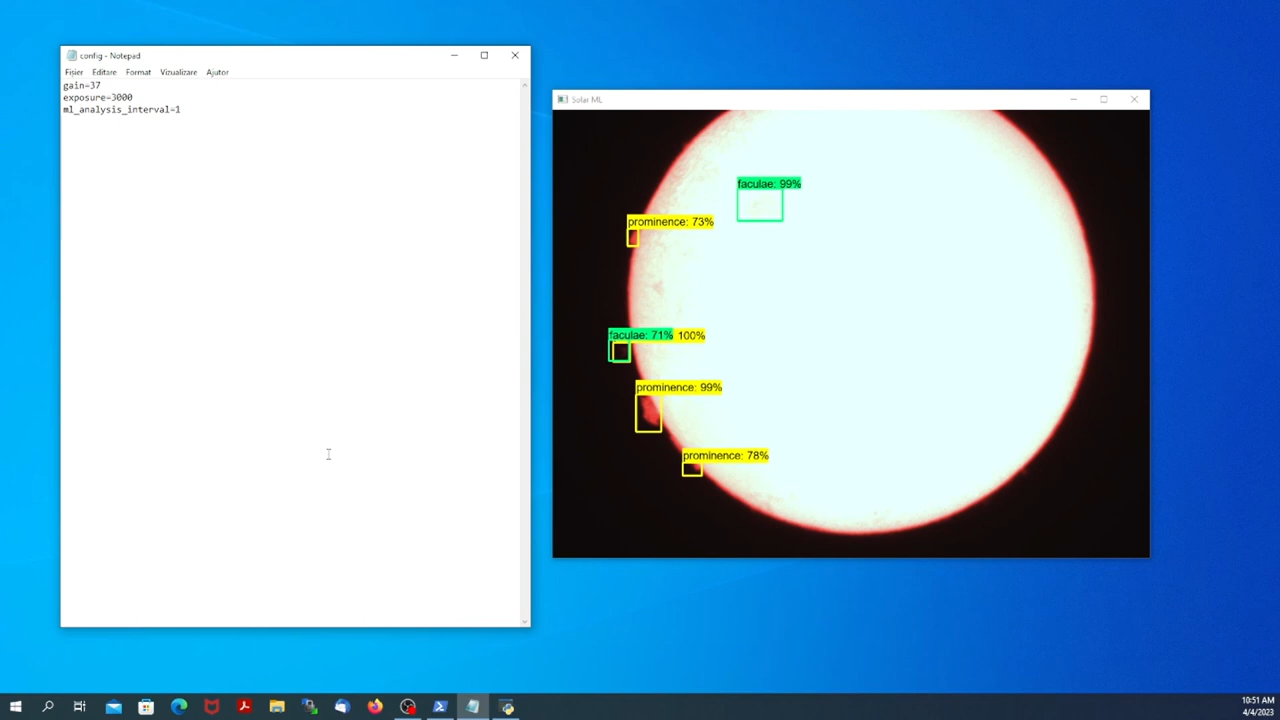 config - Notepad
Fișier Editare Format Vizualizare Ajutor
gain=37
exposure=3000
ml_analysis_interval=1
Solar ML
faculae: 99%
prominence: 73%
faculae: 71% 100%
prominence: 99%
prominence: 78%
10:51 AM
4/4/2023